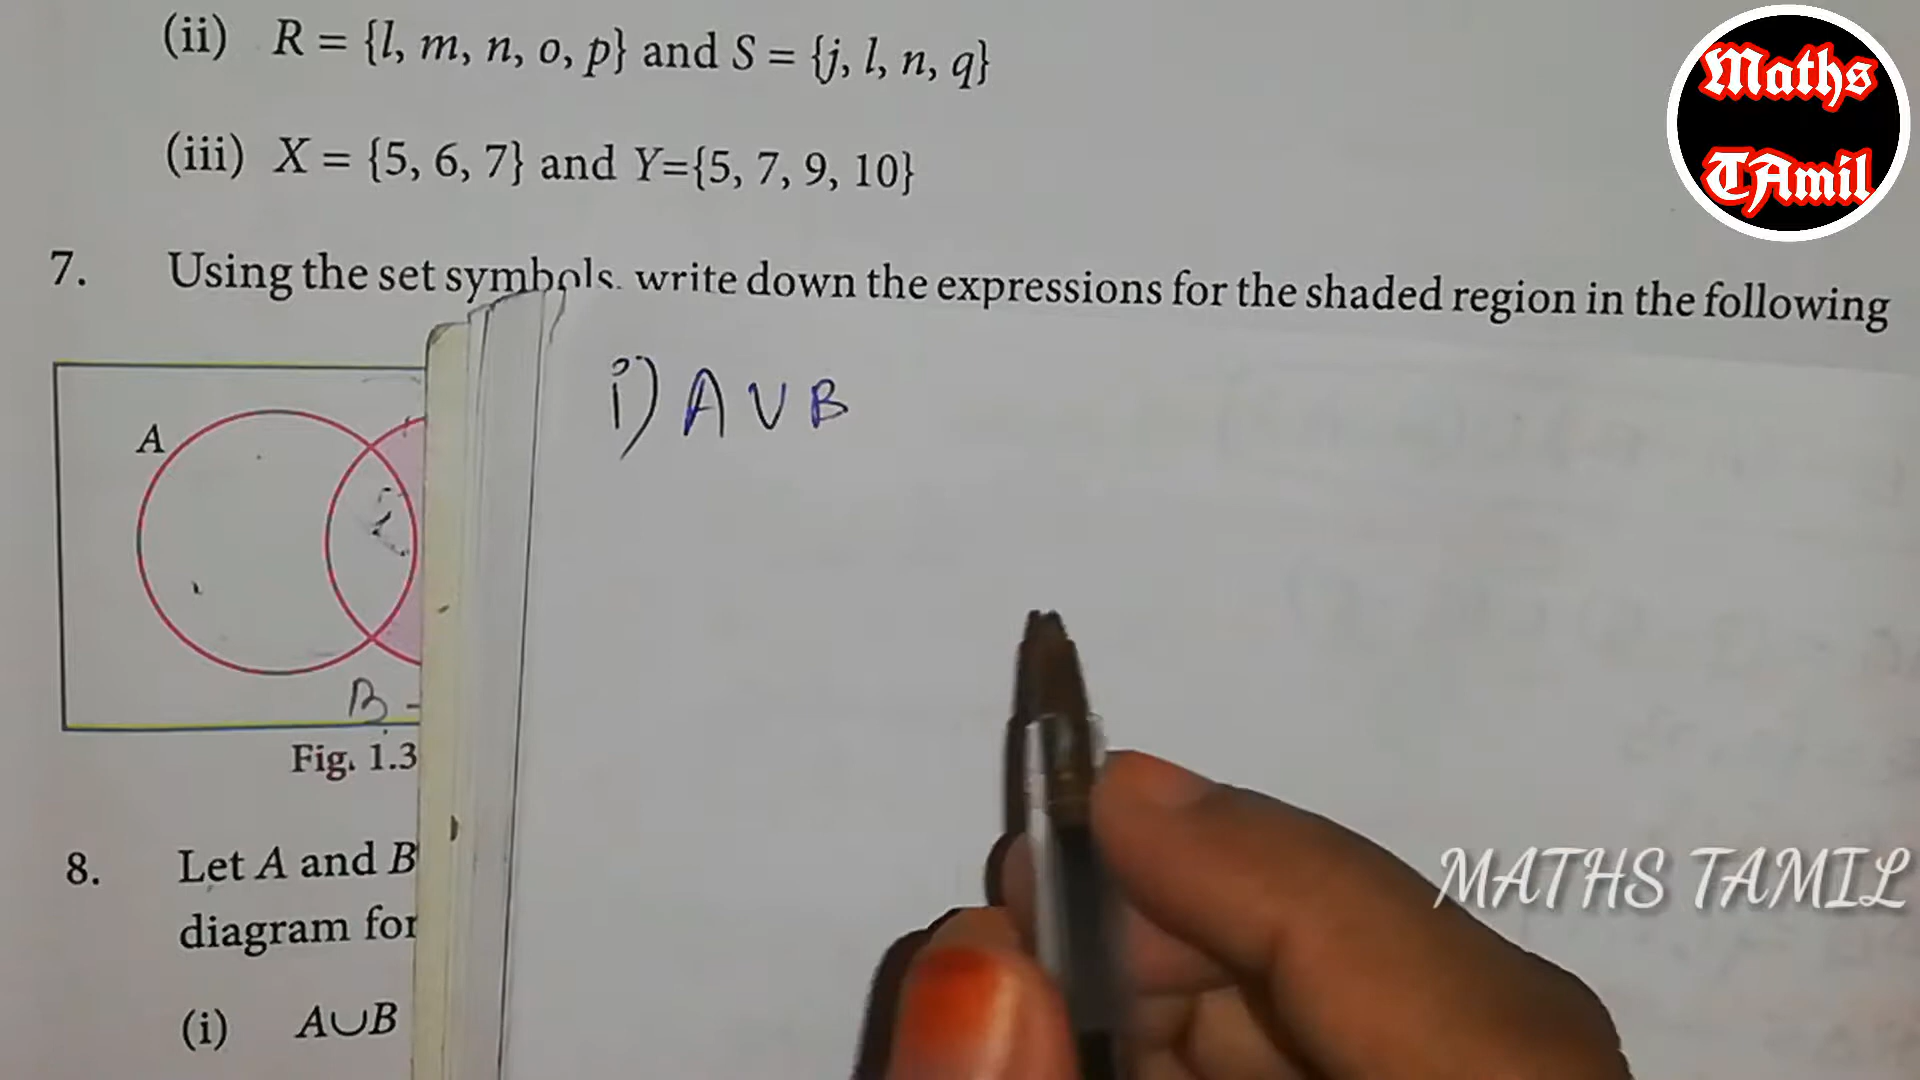 (ii) R = {l, m, n, o, p} and S = {j, l, n, q}
Maths
TAmil
(iii) X = {5, 6, 7} and Y={5, 7, 9, 10}
7. Using the set symbols, write down the expressions for the shaded region in the following
i) A ∪ B
A
B -
Fig. 1.3
8. Let A and B
diagram for
MATHS TAMIL
(i) A∪B